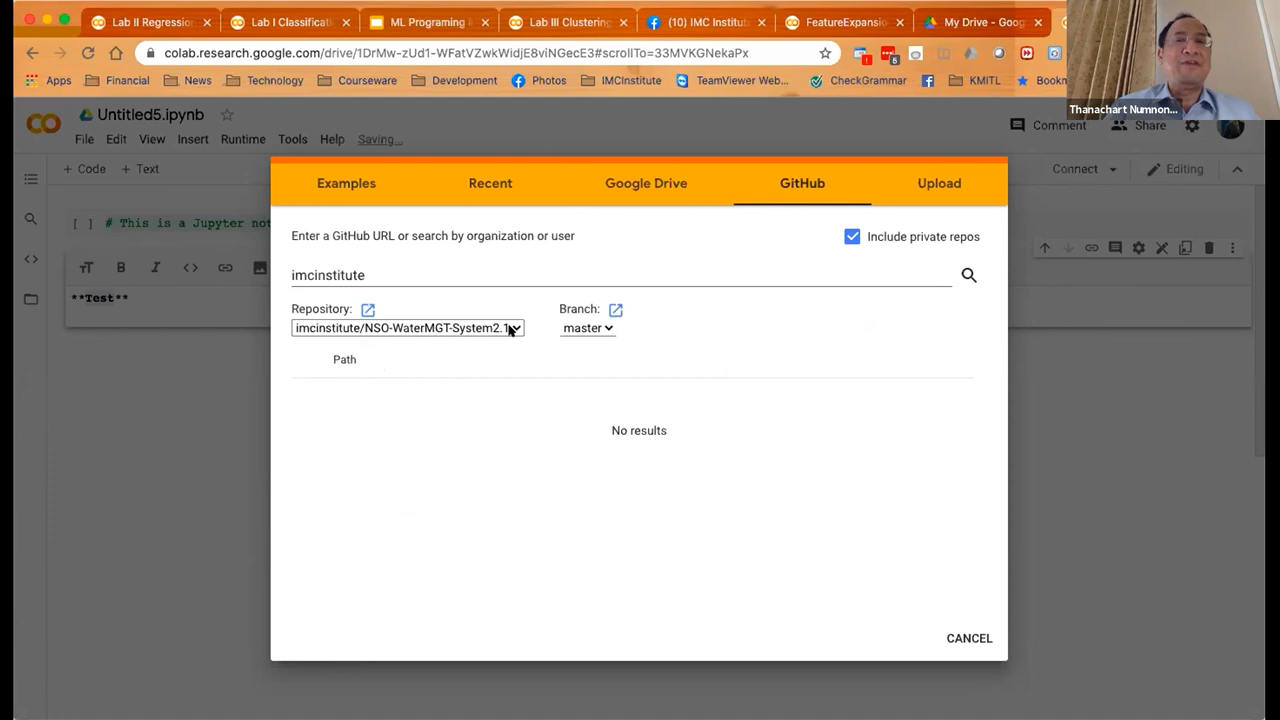 Lab II Regression
Lab I Classificati
ML Programing i
Lab III Clustering
(10) IMC Institut
FeatureExpansio
My Drive - Goog
colab.research.google.com/drive/1DrMw-zUd1-WFatVZwkWidjE8viNGecE3#scrollTo=33MVKGNekaPx
Apps
Financial
News
Technology
Courseware
Development
Photos
IMCInstitute
TeamViewer Web...
CheckGrammar
KMITL
Bookm
Thanachart Numnon...
Untitled5.ipynb
File Edit View Insert Runtime Tools Help Saving...
Comment
Share
+ Code + Text
Connect
Editing
[ ] # This is a Jupyter not
**Test**
Examples
Recent
Google Drive
GitHub
Upload
Enter a GitHub URL or search by organization or user
Include private repos
imcinstitute
Repository:
Branch:
imcinstitute/NSO-WaterMGT-System2.1
master
Path
No results
CANCEL